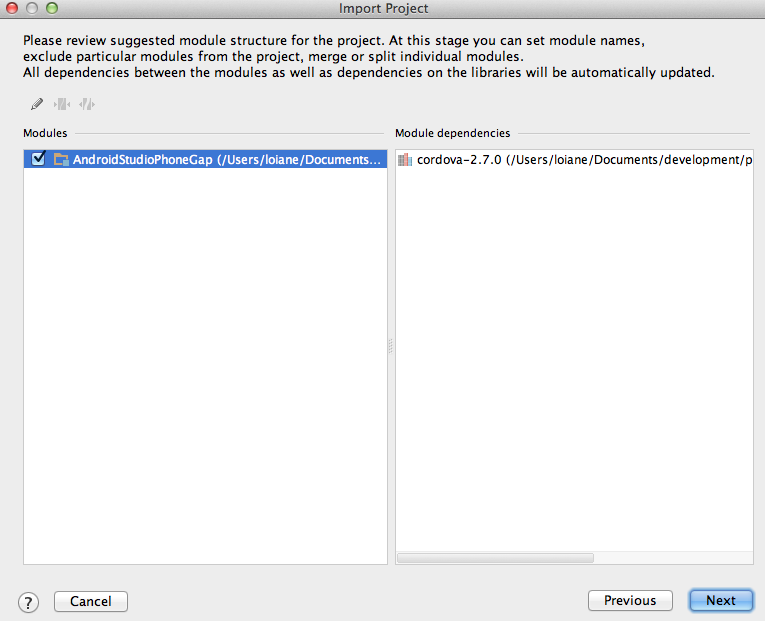 Import Project
Please review suggested module structure for the project. At this stage you can set module names,
exclude particular modules from the project, merge or split individual modules.
All dependencies between the modules as well as dependencies on the libraries will be automatically updated.
Modules
Module dependencies
AndroidStudioPhoneGap (/Users/loiane/Documents...
cordova-2.7.0 (/Users/loiane/Documents/development/p
?
Cancel
Previous
Next